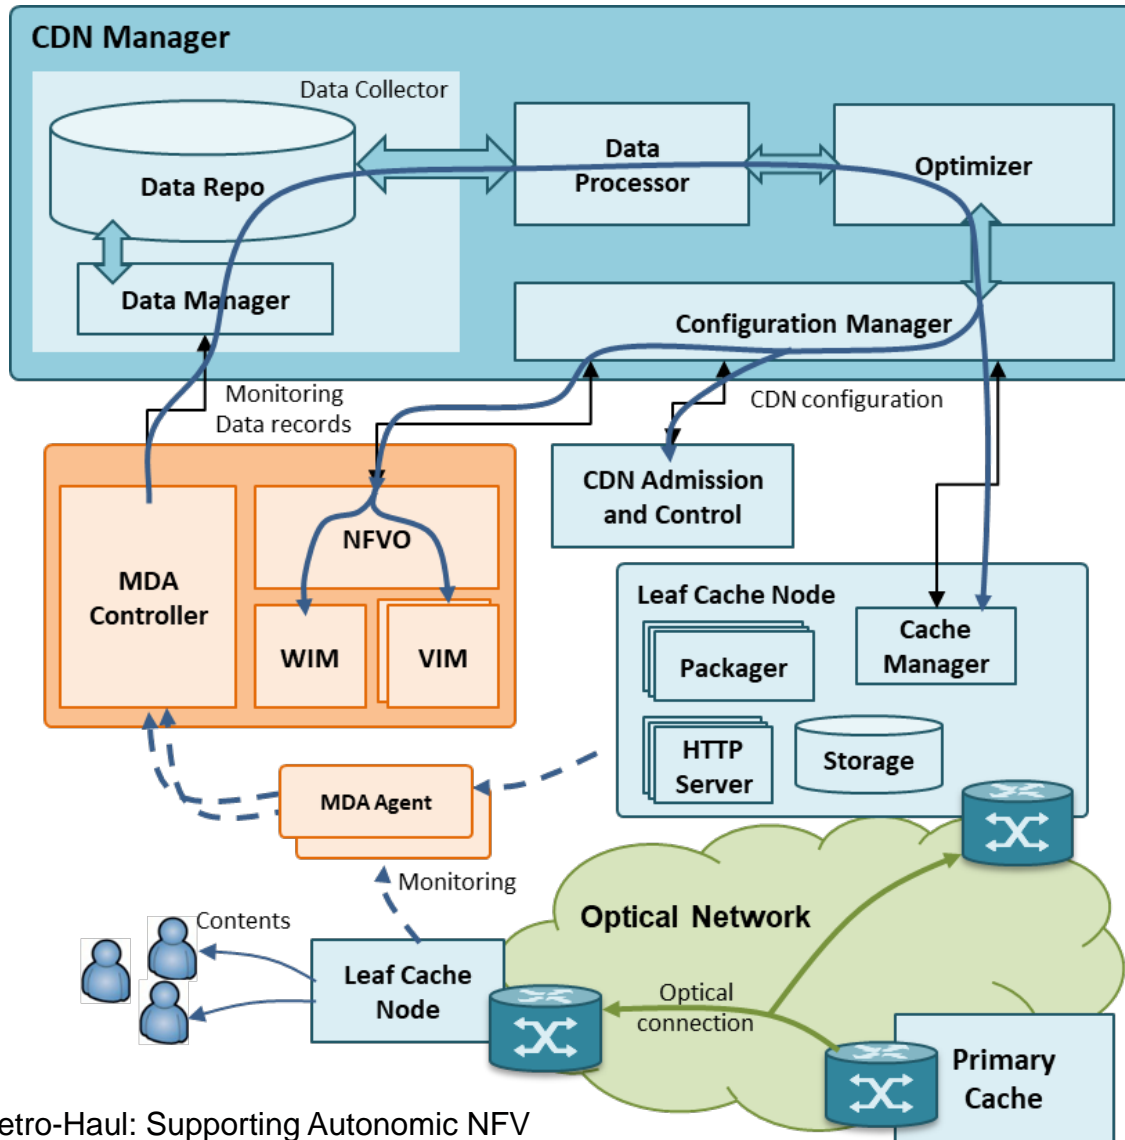 CDN Manager
Data Collector
Data Repo
Data Manager
Data
Processor
Optimizer
Configuration Manager
Monitoring
Data records
CDN configuration
MDA
Controller
NFVO
WIM
VIM
CDN Admission
and Control
Leaf Cache Node
Packager
Cache
Manager
HTTP
Server
Storage
MDA Agent
Monitoring
Contents
Leaf Cache
Node
Optical Network
Optical
connection
Primary
Cache
etro-Haul: Supporting Autonomic NFV